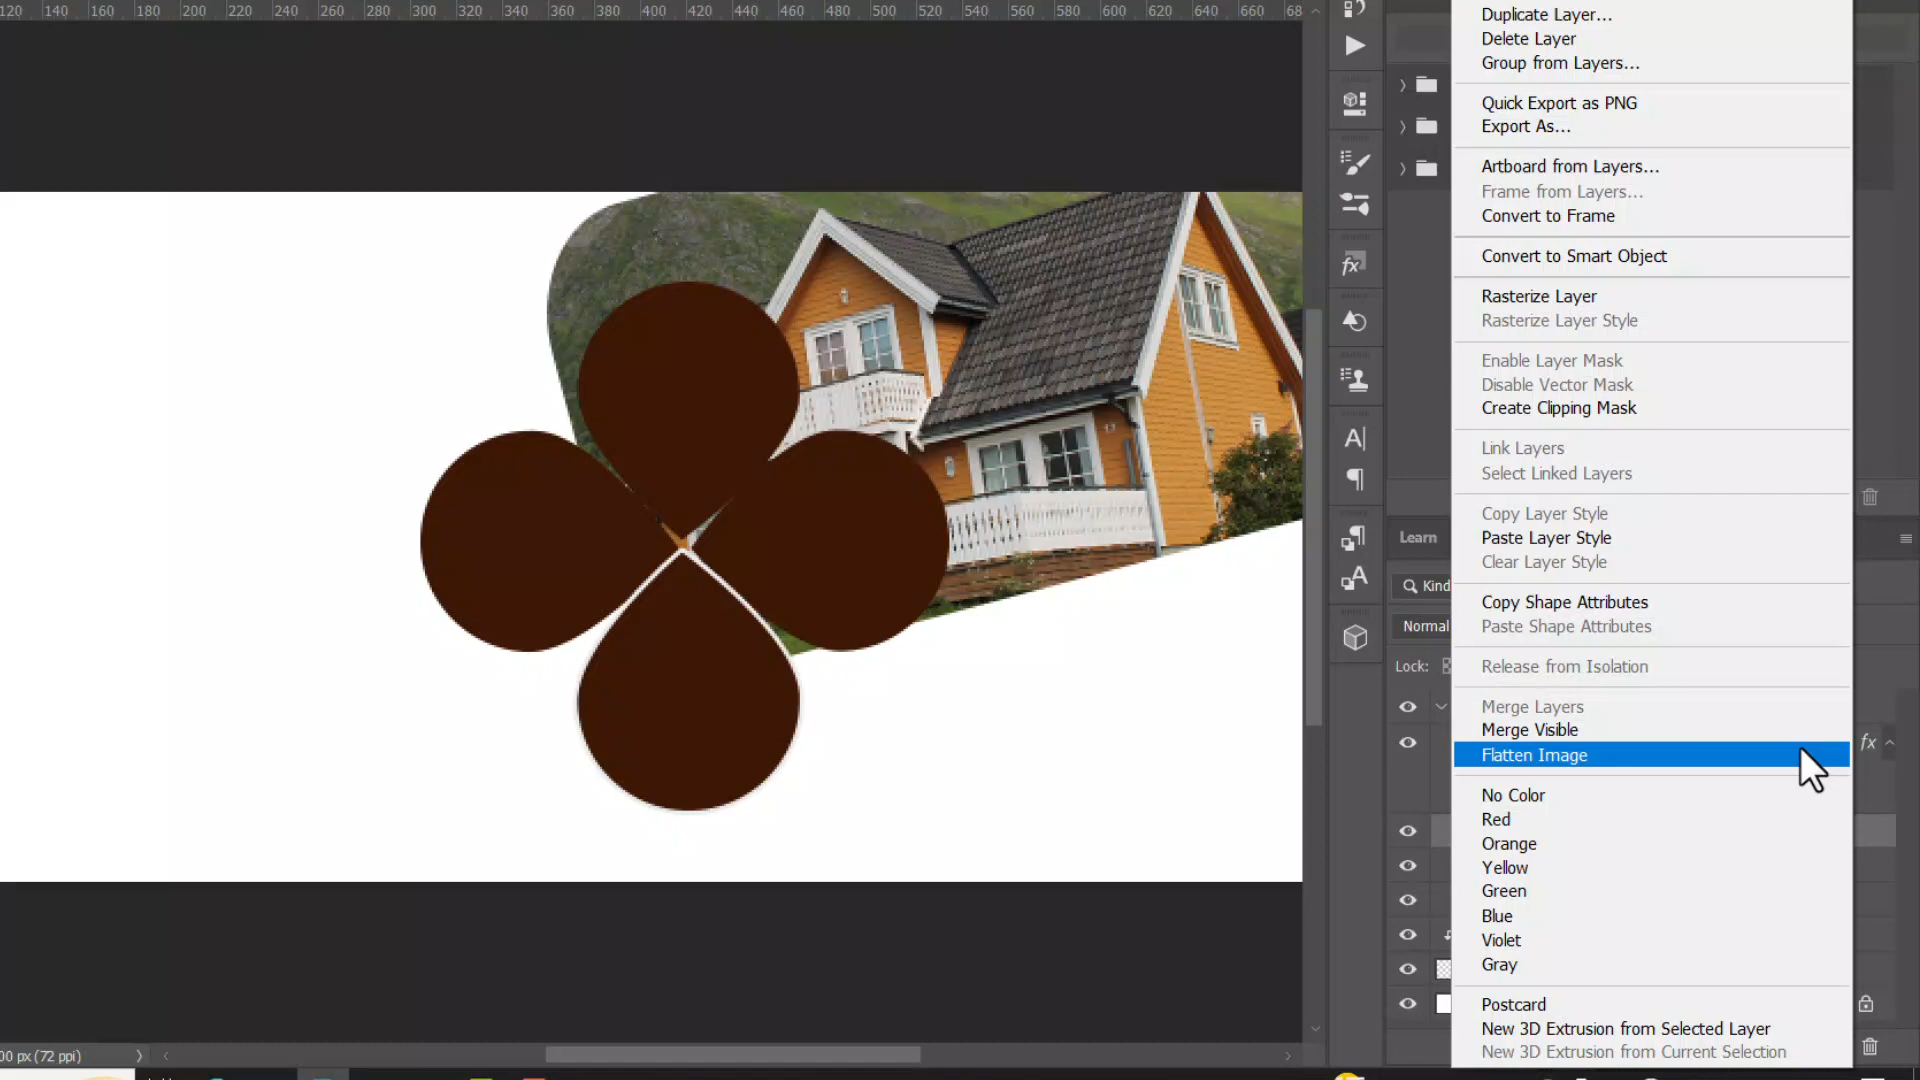 120 140 160 180 200 220 240 260 280 300 320 340 360 380 400 420 440 460 480 500 520 540 560 580 600 620 640 660 68
Duplicate Layer...
Delete Layer
Group from Layers...
Quick Export as PNG
Export As...
Artboard from Layers...
Frame from Layers...
Convert to Frame
Convert to Smart Object
Rasterize Layer
Rasterize Layer Style
Enable Layer Mask
Disable Vector Mask
Create Clipping Mask
Link Layers
Select Linked Layers
Copy Layer Style
Paste Layer Style
Clear Layer Style
Copy Shape Attributes
Paste Shape Attributes
Release from Isolation
Merge Layers
Merge Visible
Flatten Image
No Color
Red
Orange
Yellow
Green
Blue
Violet
Gray
Postcard
New 3D Extrusion from Selected Layer
New 3D Extrusion from Current Selection
Learn
Kind
Normal
Lock:
fx
fx
00 px (72 ppi)